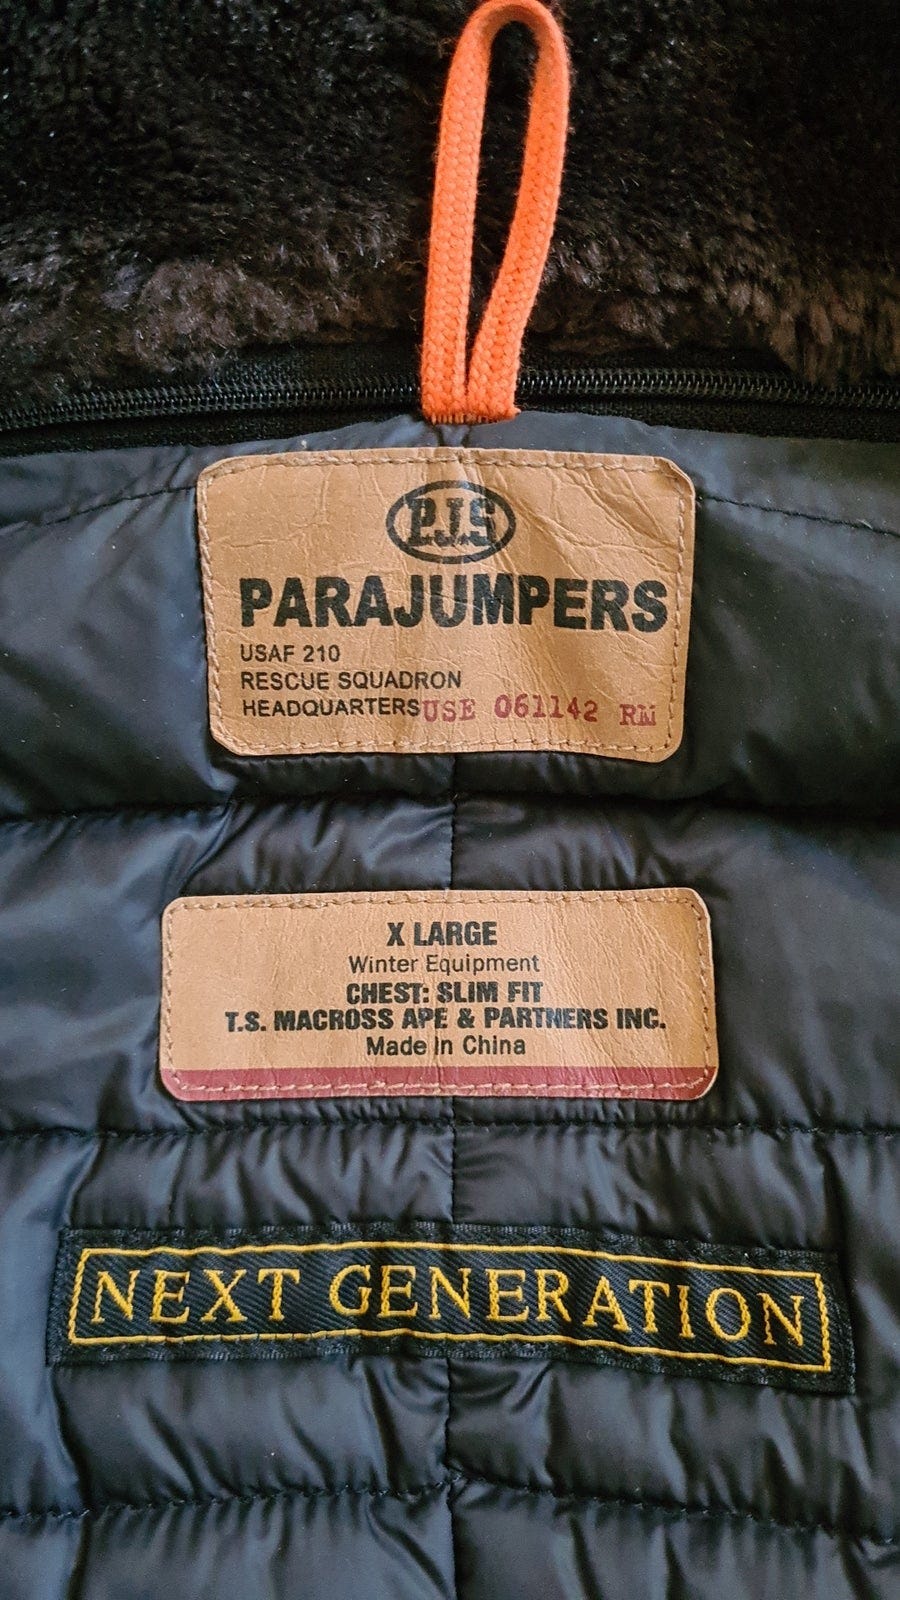 P.J.S
PARAJUMPERS
USAF 210
RESCUE SQUADRON
HEADQUARTERS USE 061142 RM
X LARGE
Winter Equipment
CHEST: SLIM FIT
T.S. MACROSS APE & PARTNERS INC.
Made In China
NEXT GENERATION